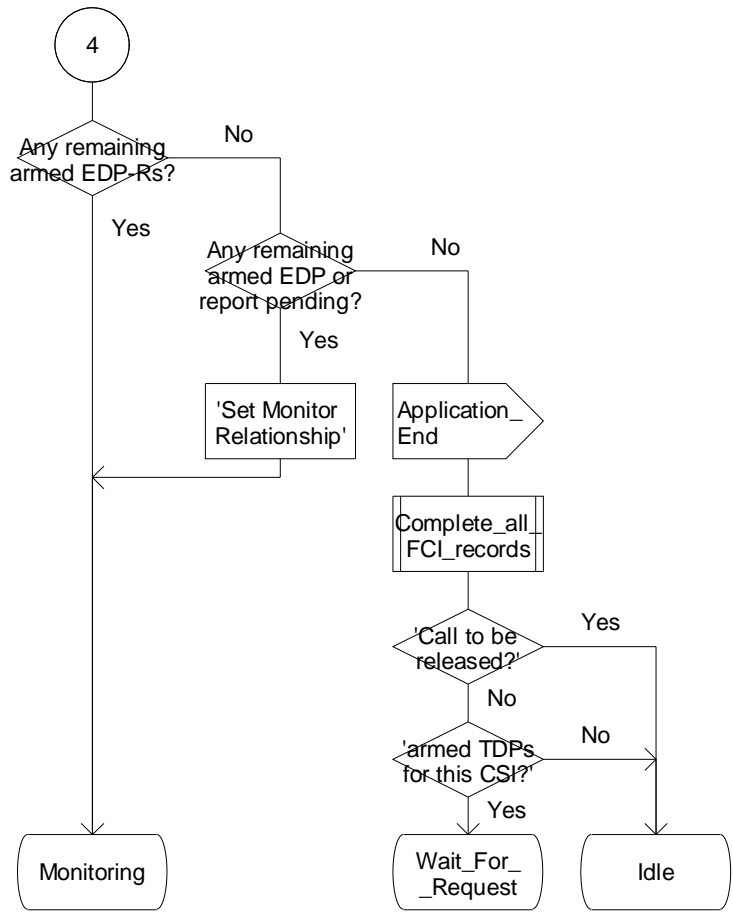 4
Any remaining
armed EDP-Rs?
No
Yes
Any remaining
armed EDP or
report pending?
No
Yes
'Set Monitor
Relationship'
Application_
End
Complete_all_
FCI_records
'Call to be
released?'
Yes
No
'armed TDPs
for this CSI?'
No
Yes
Monitoring
Wait_For_
_Request
Idle